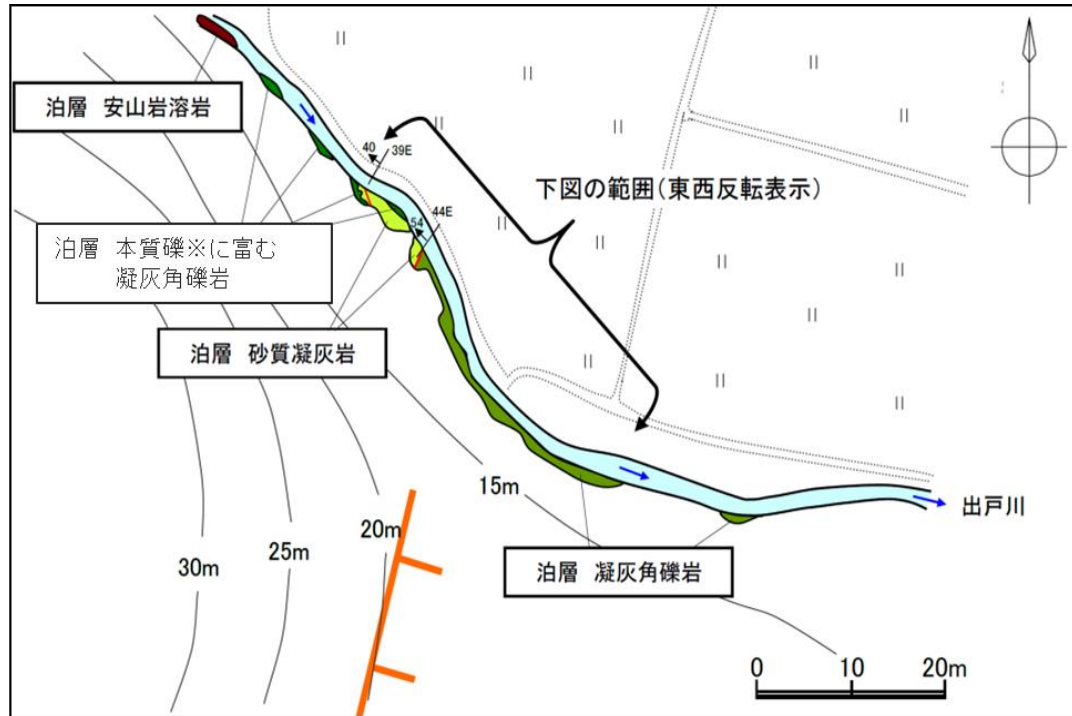 泊層 安山岩溶岩
40
39E
下図の範囲(東西反転表示)
54
44E
泊層 本質礫※に富む
凝灰角礫岩
泊層 砂質凝灰岩
15m
20m
25m
30m
出戸川
泊層 凝灰角礫岩
0 10 20m